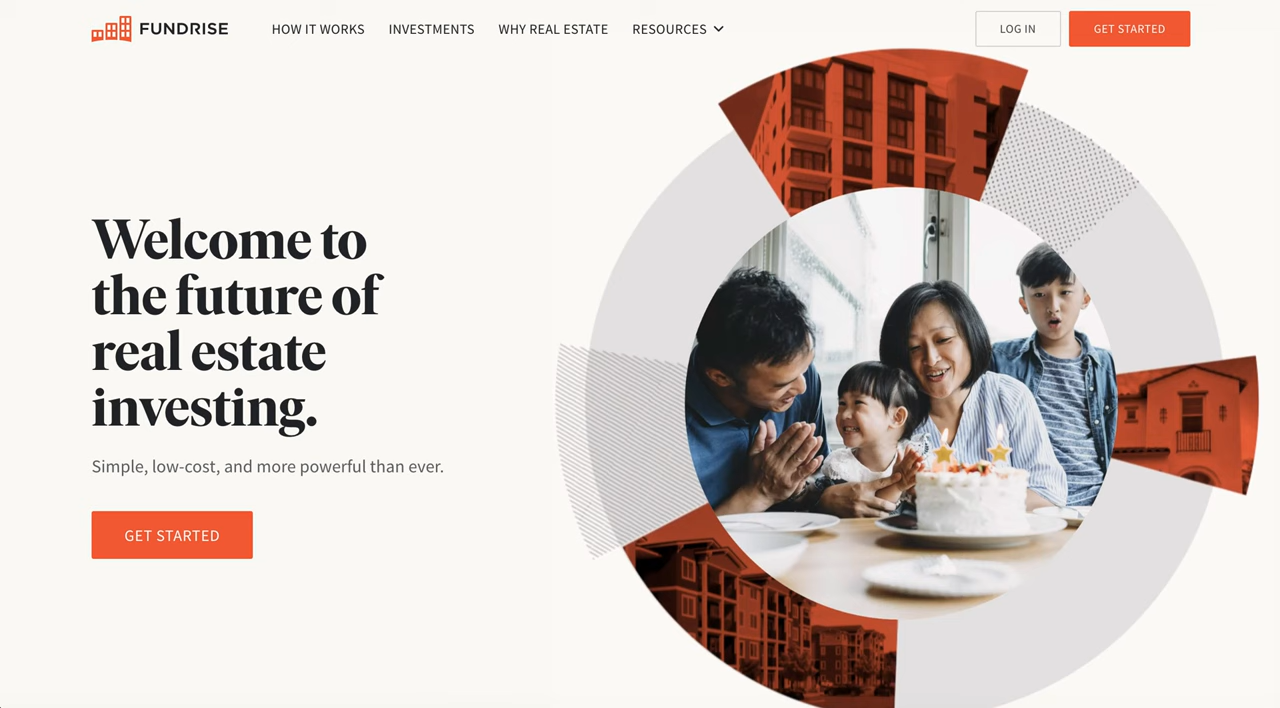 FUNDRISE
HOW IT WORKS
INVESTMENTS
WHY REAL ESTATE
RESOURCES
LOG IN
GET STARTED
Welcome to
the future of
real estate
investing.
Simple, low-cost, and more powerful than ever.
GET STARTED